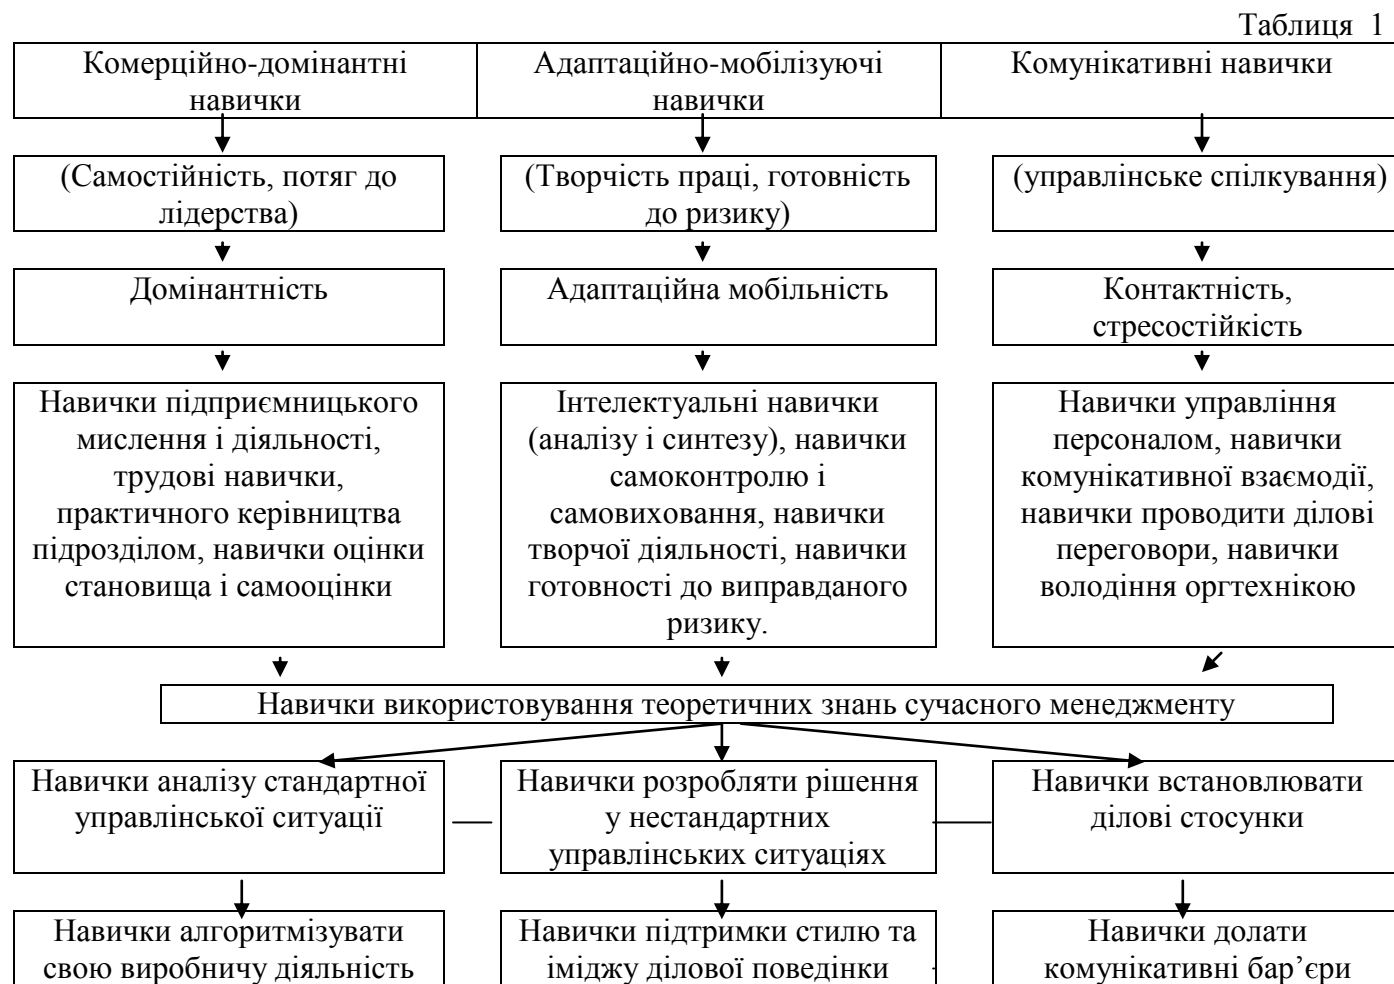 Таблиця 1
Комерційно-домінантні
навички
Адаптаційно-мобілізуючі
навички
Комунікативні навички
(Самостійність, потяг до
лідерства)
(Творчість праці, готовність
до ризику)
(управлінське спілкування)
Домінантність
Адаптаційна мобільність
Контактність,
стресостійкість
Навички підприємницького
мислення і діяльності,
трудові навички,
практичного керівництва
підрозділом, навички оцінки
становища і самооцінки
Інтелектуальні навички
(аналізу і синтезу), навички
самоконтролю і
самовиховання, навички
творчої діяльності, навички
готовності до виправданого
ризику.
Навички управління
персоналом, навички
комунікативної взаємодії,
навички проводити ділові
переговори, навички
володіння оргтехнікою
Навички використовування теоретичних знань сучасного менеджменту
Навички аналізу стандартної
управлінської ситуації
Навички розробляти рішення
у нестандартних
управлінських ситуаціях
Навички встановлювати
ділові стосунки
Навички алгоритмізувати
свою виробничу діяльність
Навички підтримки стилю та
іміджу ділової поведінки
Навички долати
комунікативні бар’єри